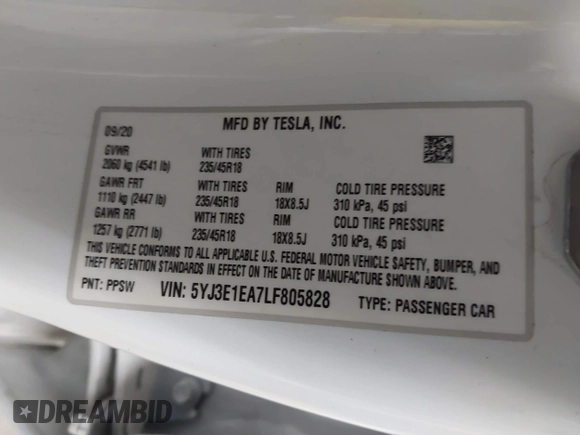 09/20 MFD BY TESLA, INC.
GVWR WITH TIRES
2060 kg (4541 lb) 235/45R18
GAWR FRT WITH TIRES RIM COLD TIRE PRESSURE
1110 kg (2447 lb) 235/45R18 18X8.5J 310 kPa, 45 psi
GAWR RR WITH TIRES RIM COLD TIRE PRESSURE
1257 kg (2771 lb) 235/45R18 18X8.5J 310 kPa, 45 psi
THIS VEHICLE CONFORMS TO ALL APPLICABLE U.S. FEDERAL MOTOR VEHICLE SAFETY, BUMPER, AND
THEFT PREVENTION STANDARDS IN EFFECT ON THE DATE OF MANUFACTURE SHOWN ABOVE.
PNT: PPSW VIN: 5YJ3E1EA7LF805828 TYPE: PASSENGER CAR
DREAMBID